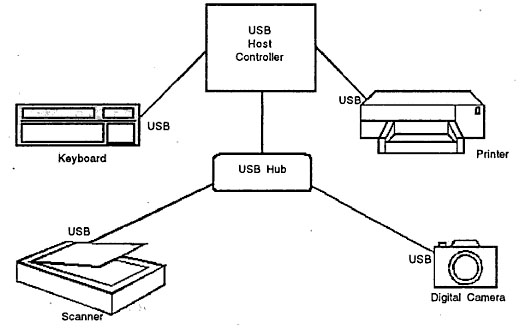 USB
Host
Controller
USB
USB
Keyboard
Printer
USB Hub
USB
USB
Scanner
Digital Camera